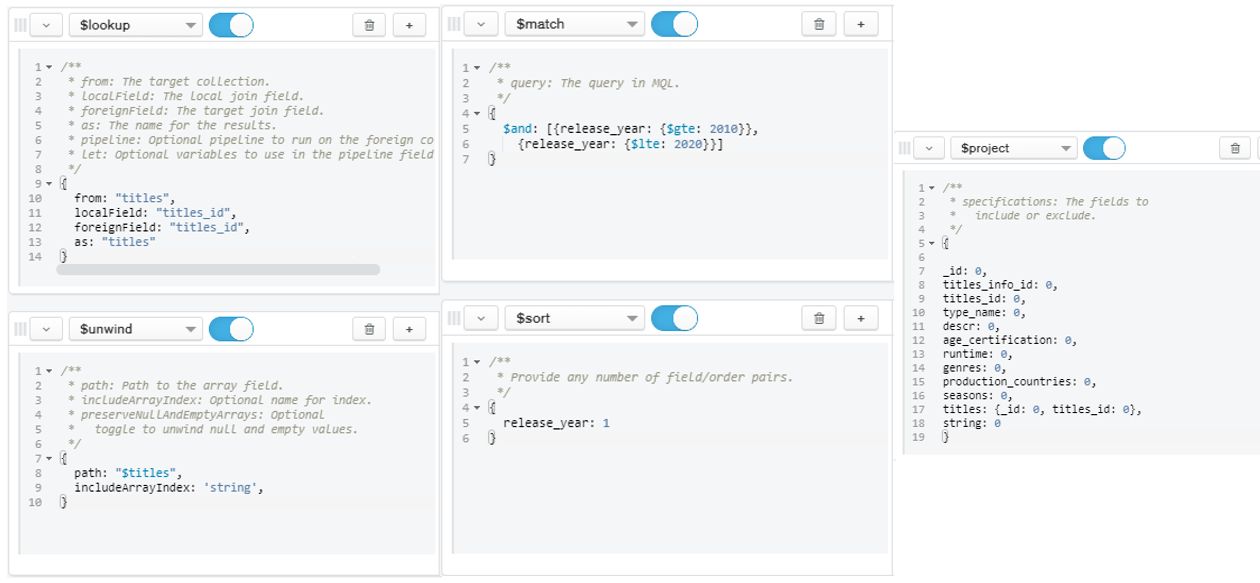 $lookup
+
1 /**
2 * from: The target collection.
3 * localField: The local join field.
4 * foreignField: The target join field.
5 * as: The name for the results.
6 * pipeline: Optional pipeline to run on the foreign co
7 * let: Optional variables to use in the pipeline field
8 */
9 {
10 from: "titles",
11 localField: "titles_id",
12 foreignField: "titles_id",
13 as: "titles"
14 }
$unwind
+
1 /**
2 * path: Path to the array field.
3 * includeArrayIndex: Optional name for index.
4 * preserveNullAndEmptyArrays: Optional
5 *   toggle to unwind null and empty values.
6 */
7 {
8 path: "$titles",
9 includeArrayIndex: 'string',
10 }
$match
+
1 /**
2 * query: The query in MQL.
3 */
4 {
5 $and: [{release_year: {$gte: 2010}},
6 {release_year: {$lte: 2020}}]
7 }
$sort
+
1 /**
2 * Provide any number of field/order pairs.
3 */
4 {
5 release_year: 1
6 }
$project
1 /**
2 * specifications: The fields to
3 *   include or exclude.
4 */
5 {
6
7 _id: 0,
8 titles_info_id: 0,
9 titles_id: 0,
10 type_name: 0,
11 descr: 0,
12 age_certification: 0,
13 runtime: 0,
14 genres: 0,
15 production_countries: 0,
16 seasons: 0,
17 titles: {_id: 0, titles_id: 0},
18 string: 0
19 }